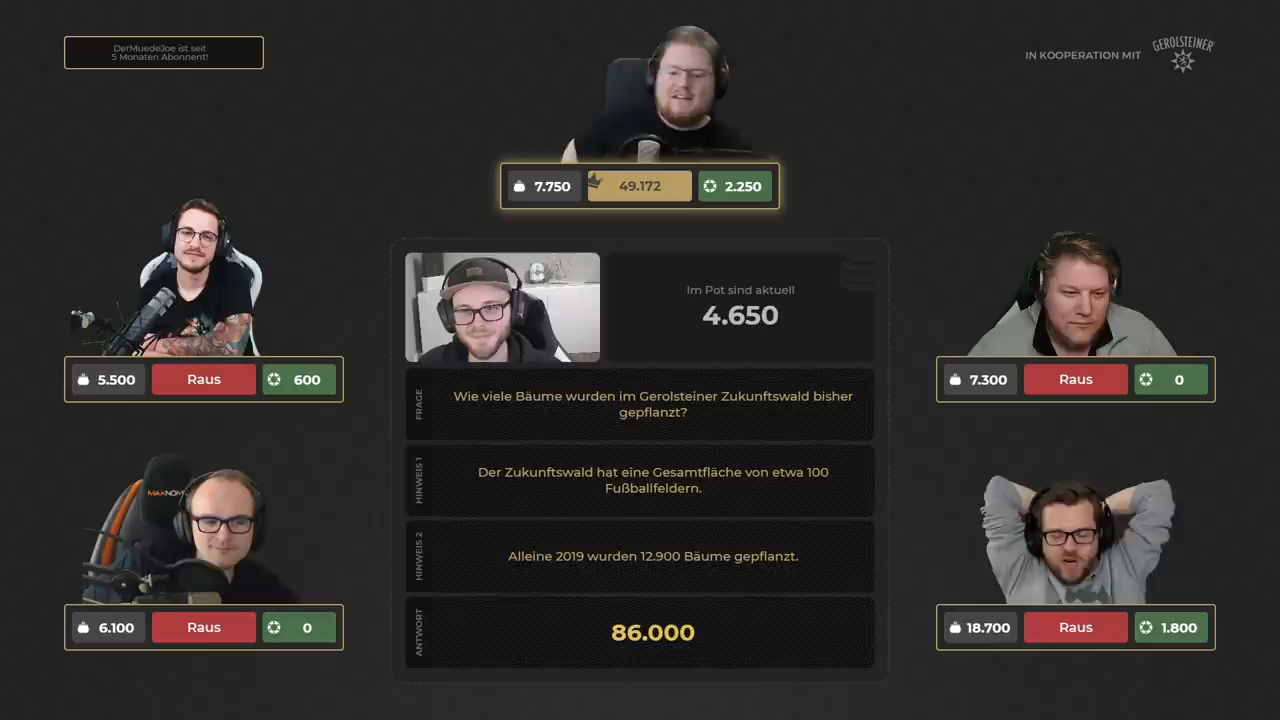 DerMuedeJoe ist seit
5 Monaten Abonnent!
IN KOOPERATION MIT
GEROLSTEINER
7.750
49.172
2.250
5.500
Raus
600
Im Pot sind aktuell
4.650
7.300
Raus
0
FRAGE
Wie viele Bäume wurden im Gerolsteiner Zukunftswald bisher
gepflanzt?
HINWEIS 1
Der Zukunftswald hat eine Gesamtfläche von etwa 100
Fußballfeldern.
MAXNOM
HINWEIS 2
Alleine 2019 wurden 12.900 Bäume gepflanzt.
6.100
Raus
0
ANTWORT
86.000
18.700
Raus
1.800